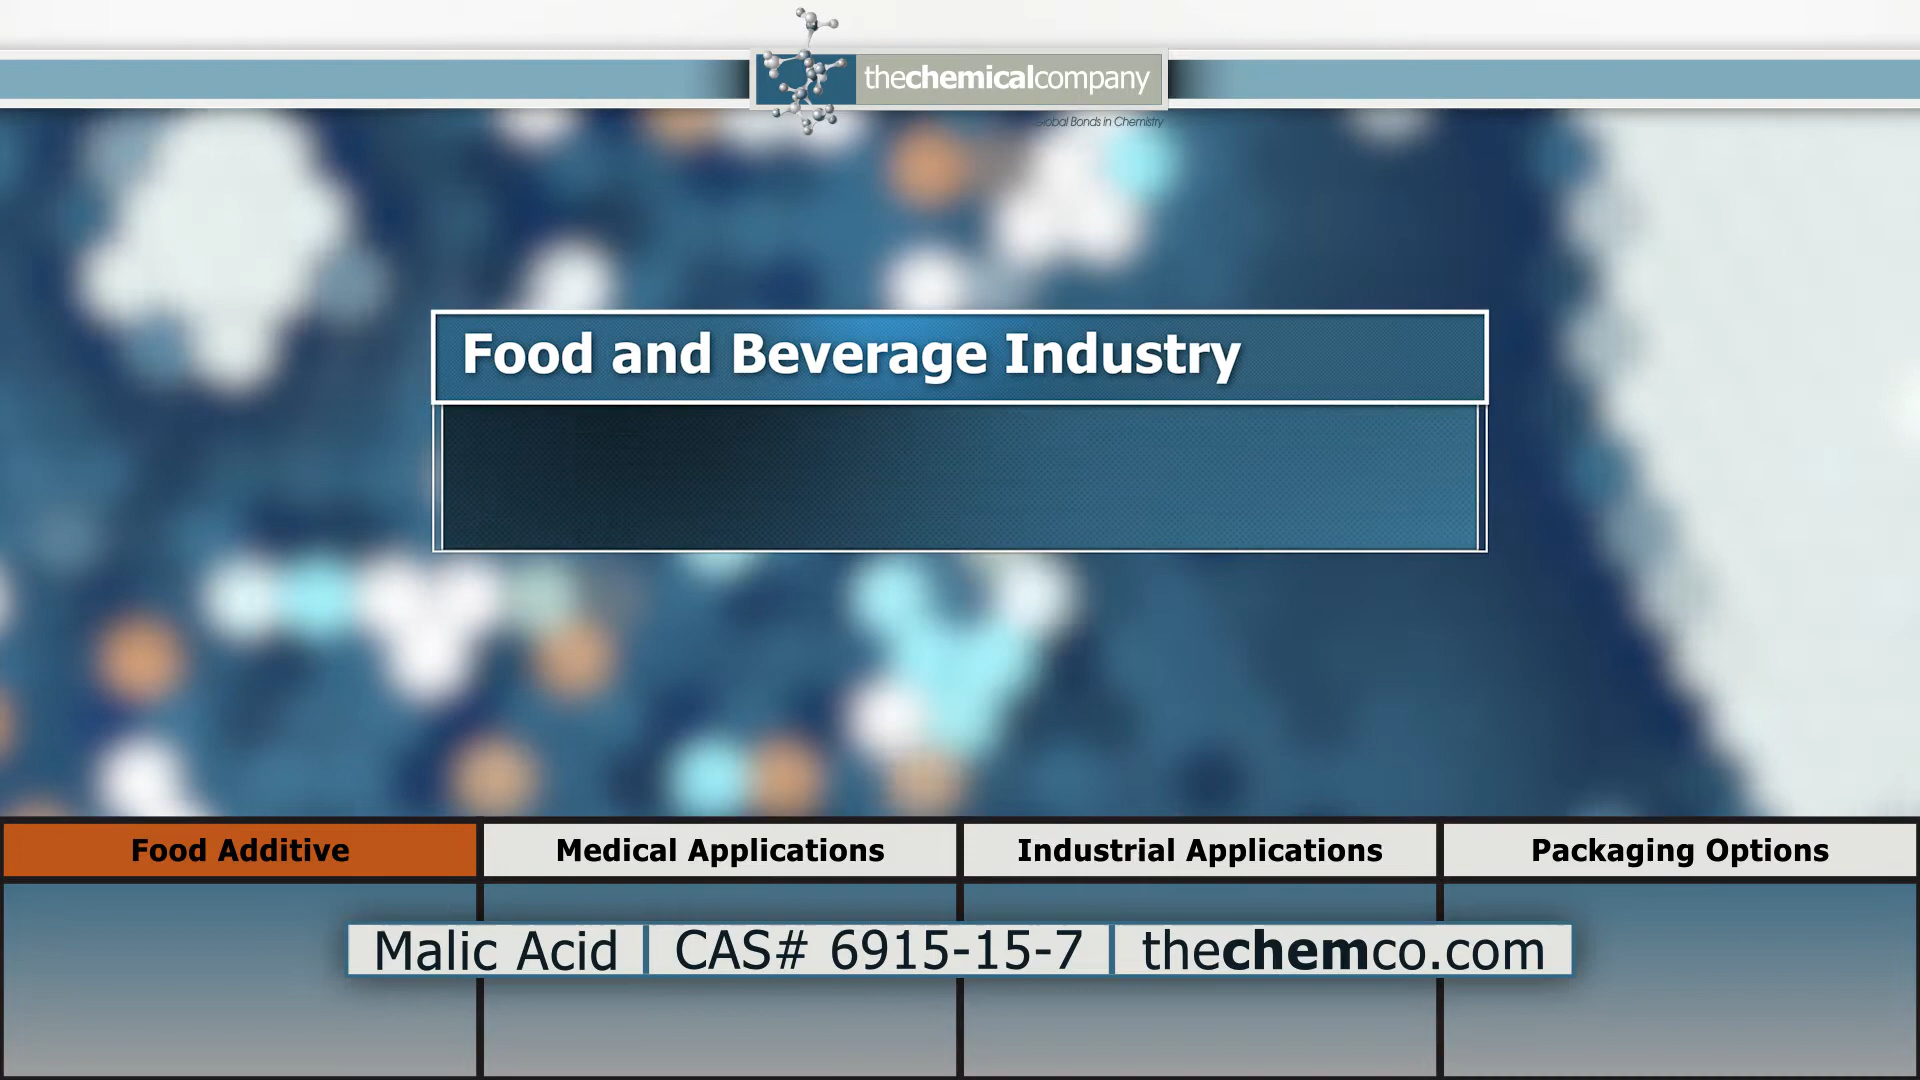 thechemicalcompany
Global Bonds in Chemistry
Food and Beverage Industry
Food Additive
Medical Applications
Industrial Applications
Packaging Options
Malic Acid
CAS# 6915-15-7
thechemco.com